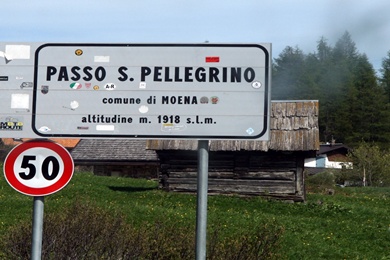 PASSO S. PELLEGRINO
comune di MOENA
altitudine m. 1918 s.l.m.
50